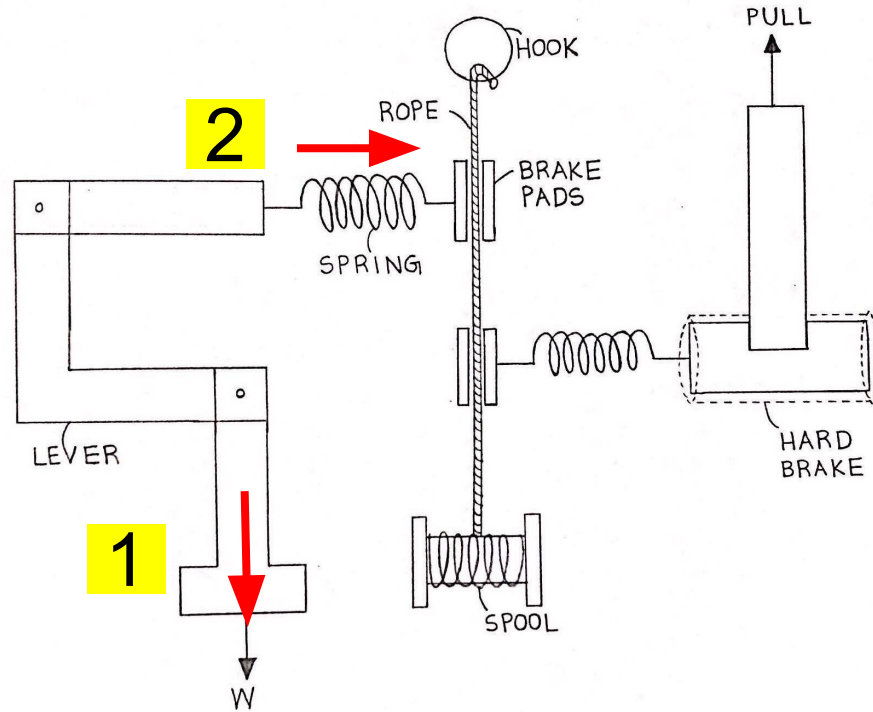 PULL
HOOK
ROPE
2
BRAKE
PADS
SPRING
LEVER
HARD
BRAKE
1
SPOOL
W